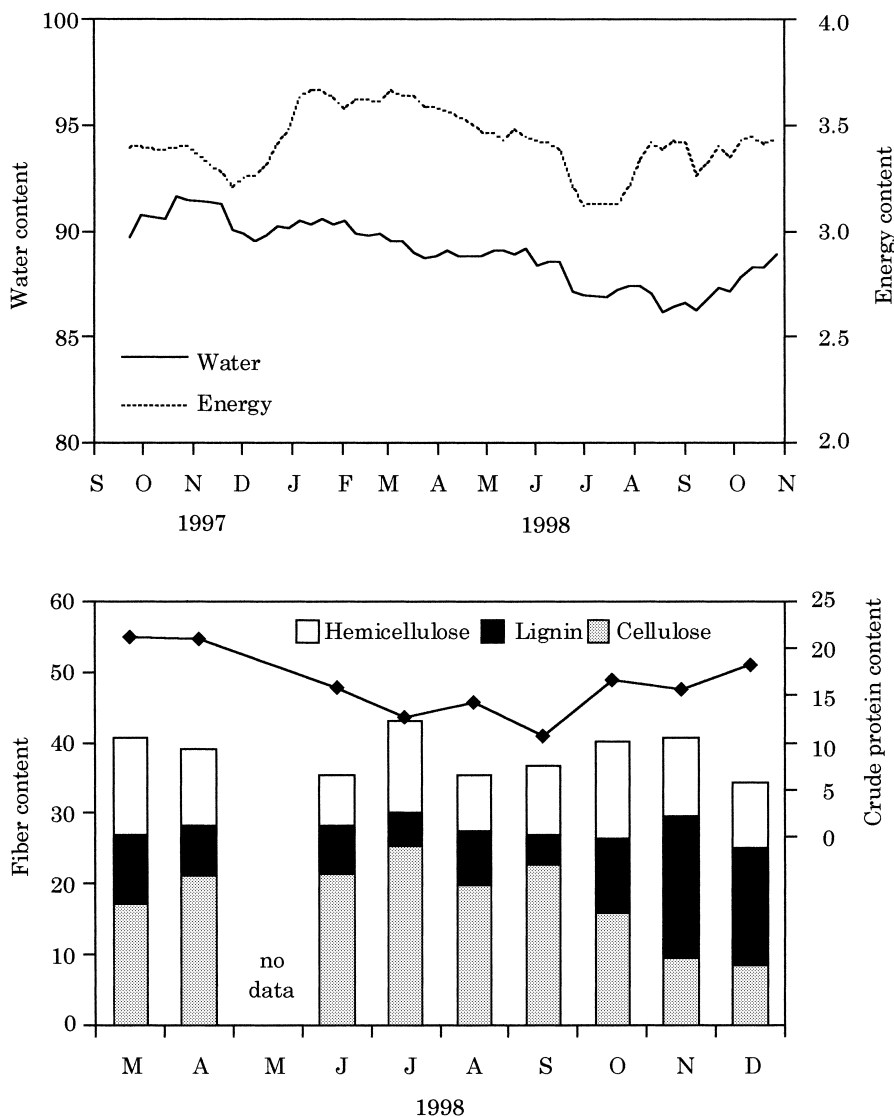 100
95
90
85
80
Water content
4.0
3.5
3.0
2.5
2.0
Energy content
Water
Energy
S O N D J F M A M J J A S O N
1997 1998
60
50
40
30
20
10
0
Fiber content
25
20
15
10
5
0
Crude protein content
Hemicellulose Lignin Cellulose
no
data
M A M J J A S O N D
1998